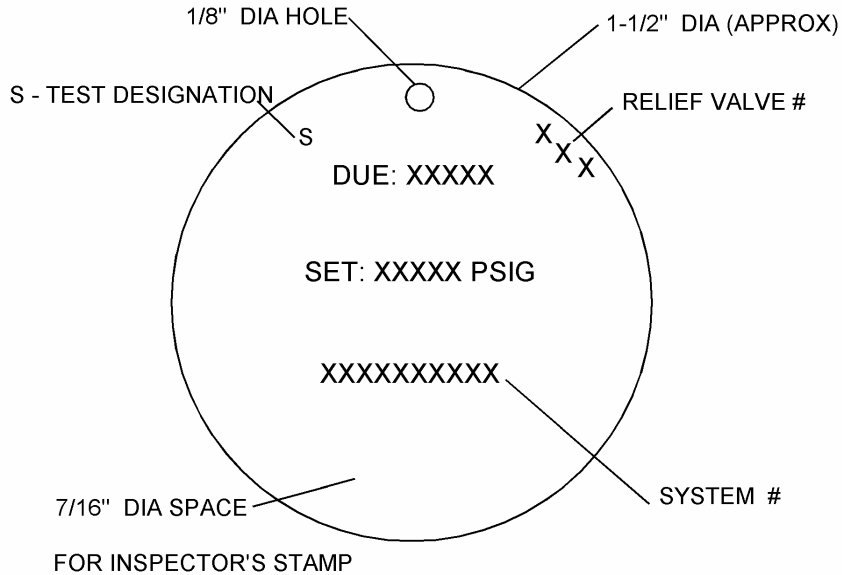 1/8" DIA HOLE
1-1/2" DIA (APPROX)
S - TEST DESIGNATION
RELIEF VALVE #
S
X
X
X
DUE: XXXXX
SET: XXXXX PSIG
XXXXXXXXXX
7/16" DIA SPACE
SYSTEM #
FOR INSPECTOR'S STAMP